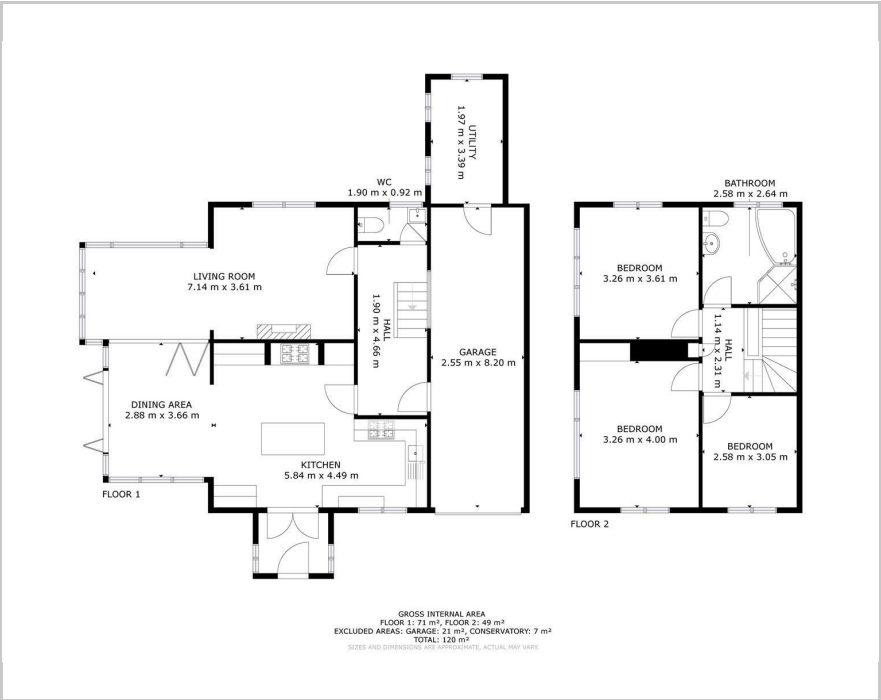 UTILITY
1.97 m x 3.39 m
WC
1.90 m x 0.92 m
LIVING ROOM
7.14 m x 3.61 m
HALL
1.90 m x 4.66 m
GARAGE
2.55 m x 8.20 m
DINING AREA
2.88 m x 3.66 m
KITCHEN
5.84 m x 4.49 m
FLOOR 1
BATHROOM
2.58 m x 2.64 m
BEDROOM
3.26 m x 3.61 m
HALL
1.14 m x 2.31 m
BEDROOM
3.26 m x 4.00 m
BEDROOM
2.58 m x 3.05 m
FLOOR 2
GROSS INTERNAL AREA
FLOOR 1: 71 m², FLOOR 2: 49 m²
EXCLUDED AREAS: GARAGE: 21 m², CONSERVATORY: 7 m²
TOTAL: 120 m²
SIZES AND DIMENSIONS ARE APPROXIMATE, ACTUAL MAY VARY.